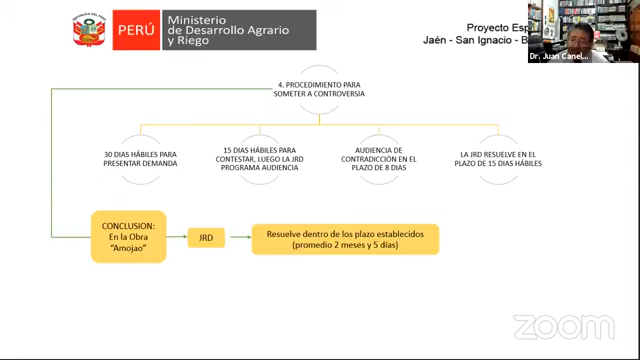 REPUBLICA DEL PERU
PERÚ
Ministerio
de Desarrollo Agrario
y Riego
Proyecto Esp
Jaén - San Ignacio - B
Dr. Juan Canel...
4. PROCEDIMIENTO PARA
SOMETER A CONTROVERSIA
30 DIAS HÁBILES PARA
PRESENTAR DEMANDA
15 DIAS HÁBILES PARA
CONTESTAR, LUEGO LA JRD
PROGRAMA AUDIENCIA
AUDIENCIA DE
CONTRADICCIÓN EN EL
PLAZO DE 8 DIAS
LA JRD RESUELVE EN EL
PLAZO DE 15 DIAS HÁBILES
CONCLUSION:
En la Obra
“Amojao”
JRD
Resuelve dentro de los plazo establecidos
(promedio 2 meses y 5 días)
zoom